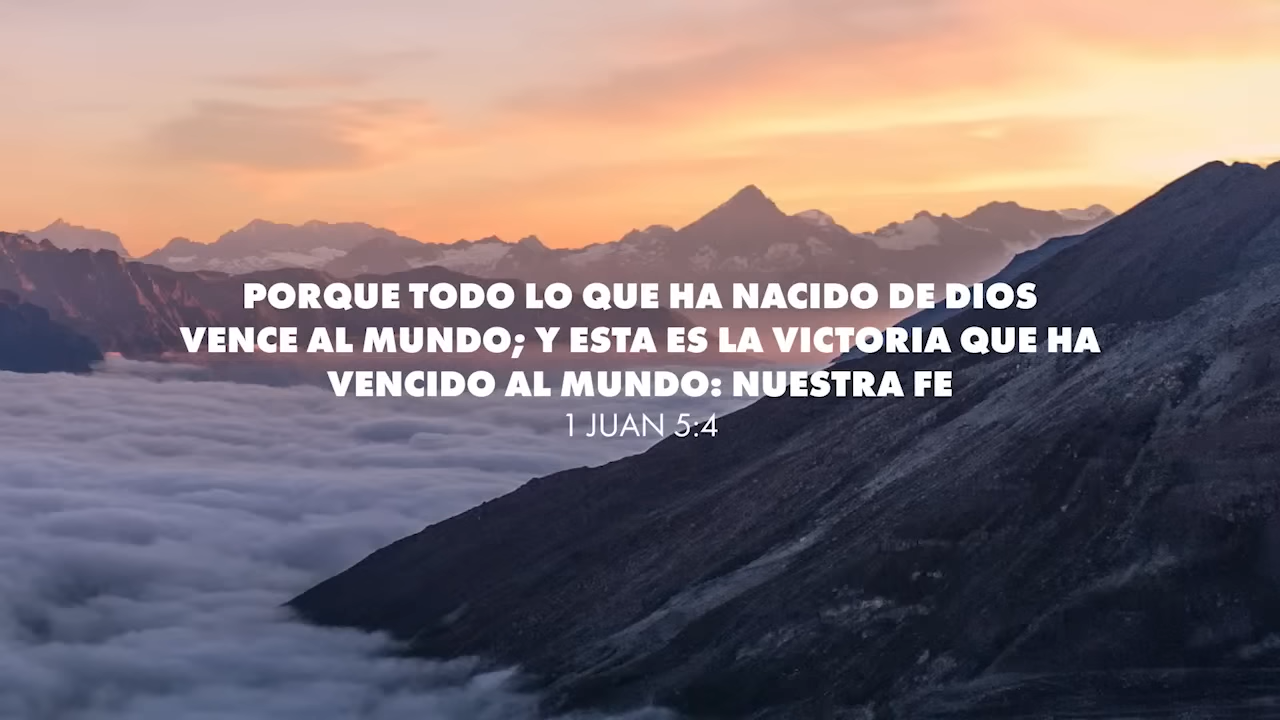 PORQUE TODO LO QUE HA NACIDO DE DIOS
VENCE AL MUNDO; Y ESTA ES LA VICTORIA QUE HA
VENCIDO AL MUNDO: NUESTRA FE
1 JUAN 5:4